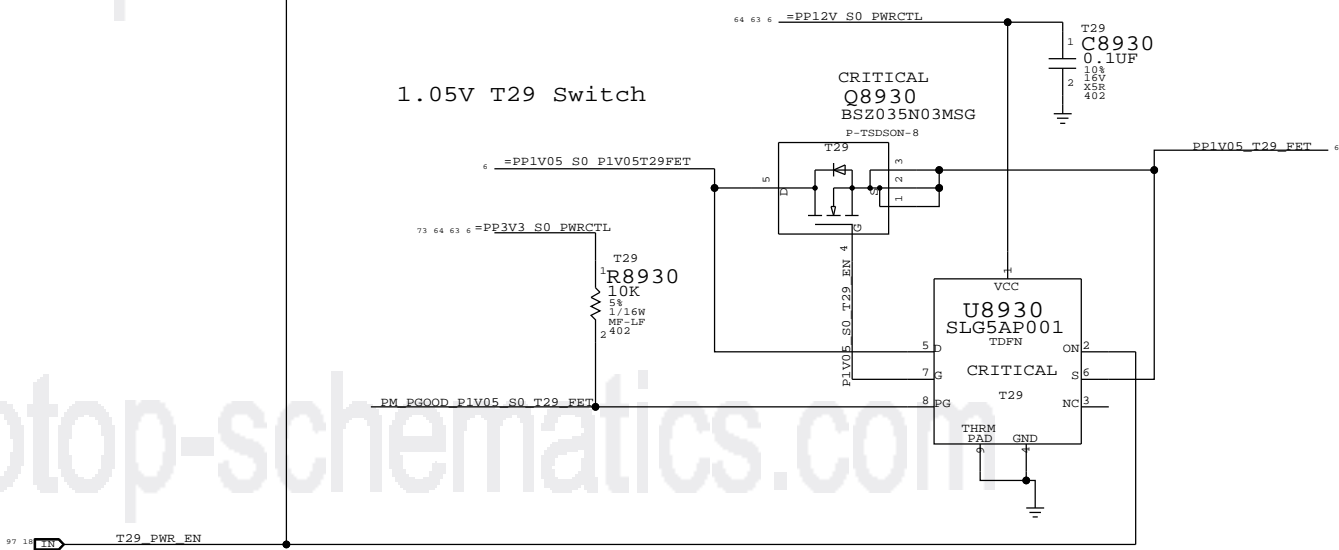 64 63 6 =PP12V_S0_PWRCTL
T29
1 C8930
0.1UF
10%
16V
X5R
402
2
1.05V T29 Switch
CRITICAL
Q8930
BSZ035N03MSG
P-TSDSON-8
T29
6 =PP1V05_S0_P1V05T29FET
5 D
3
2
S
1
G
4
PP1V05_T29_FET 6
73 64 63 6 =PP3V3_S0_PWRCTL
T29
1 R8930
10K
5%
1/16W
MF-LF
402
2
P1V05_S0_T29_EN
1
VCC
U8930
SLG5AP001
TDFN
5 D
ON 2
7 G
CRITICAL
S 6
T29
PM_PGOOD_P1V05_S0_T29_FET
8 PG
NC 3
THRM
PAD GND
9 4
ptop-schematics.com
97 18 IN T29_PWR_EN